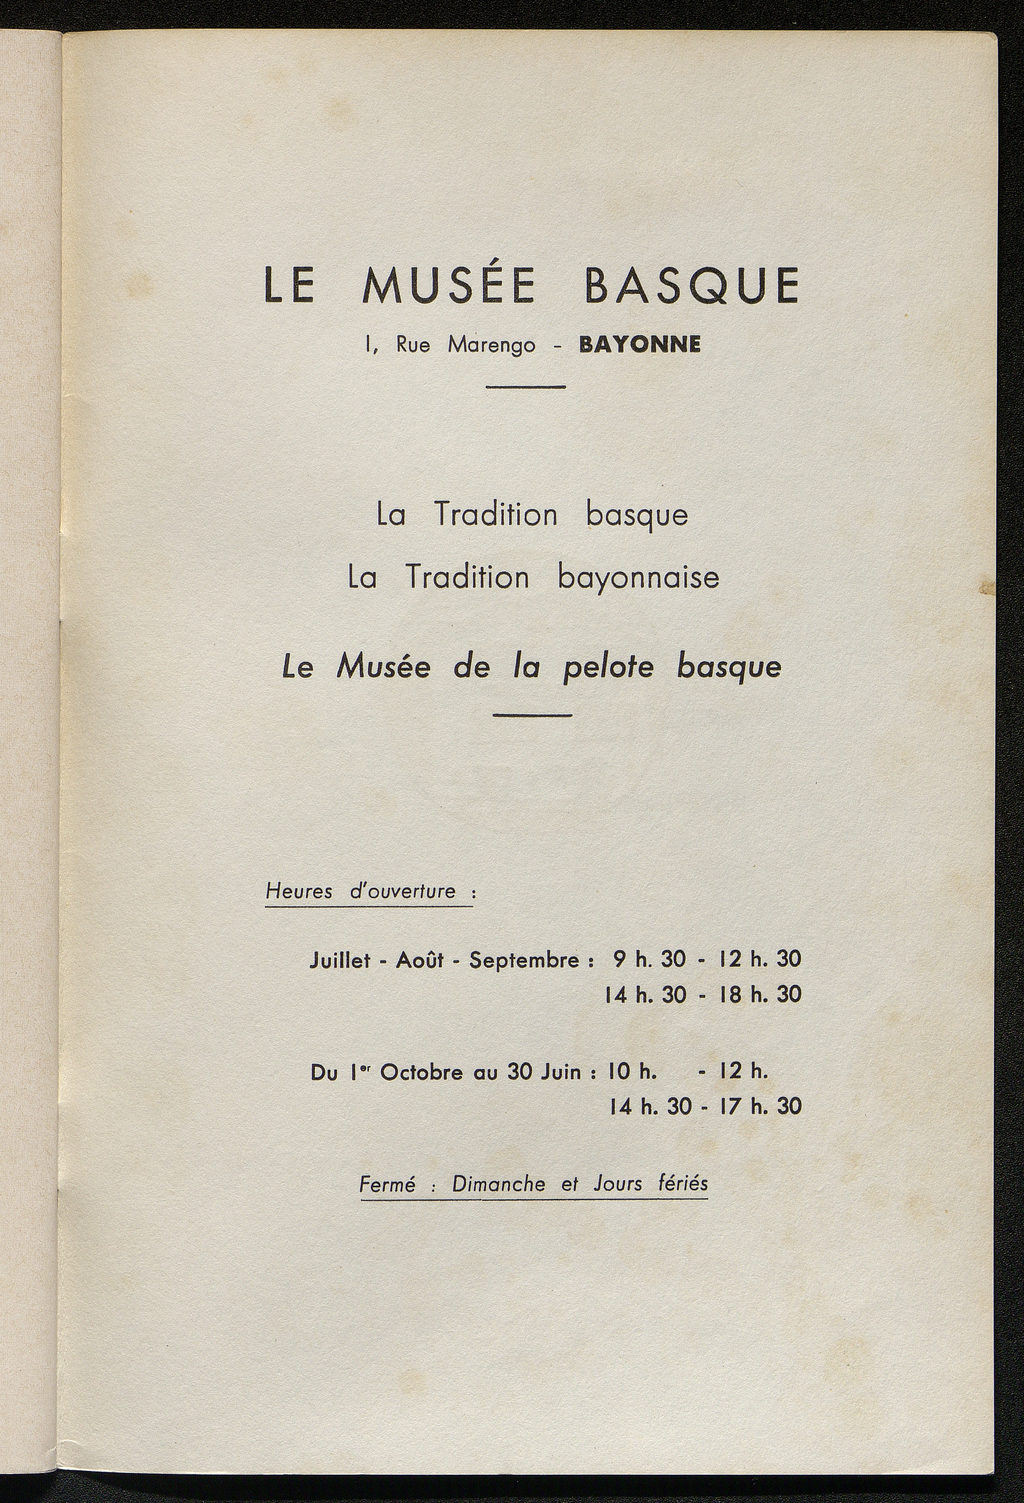 LE MUSÉE BASQUE
1, Rue Marengo - BAYONNE
La Tradition basque
La Tradition bayonnaise
Le Musée de la pelote basque
Heures d'ouverture :
Juillet - Août - Septembre : 9 h. 30 - 12 h. 30
14 h. 30 - 18 h. 30
Du 1er Octobre au 30 Juin : 10 h. - 12 h.
14 h. 30 - 17 h. 30
Fermé : Dimanche et Jours fériés